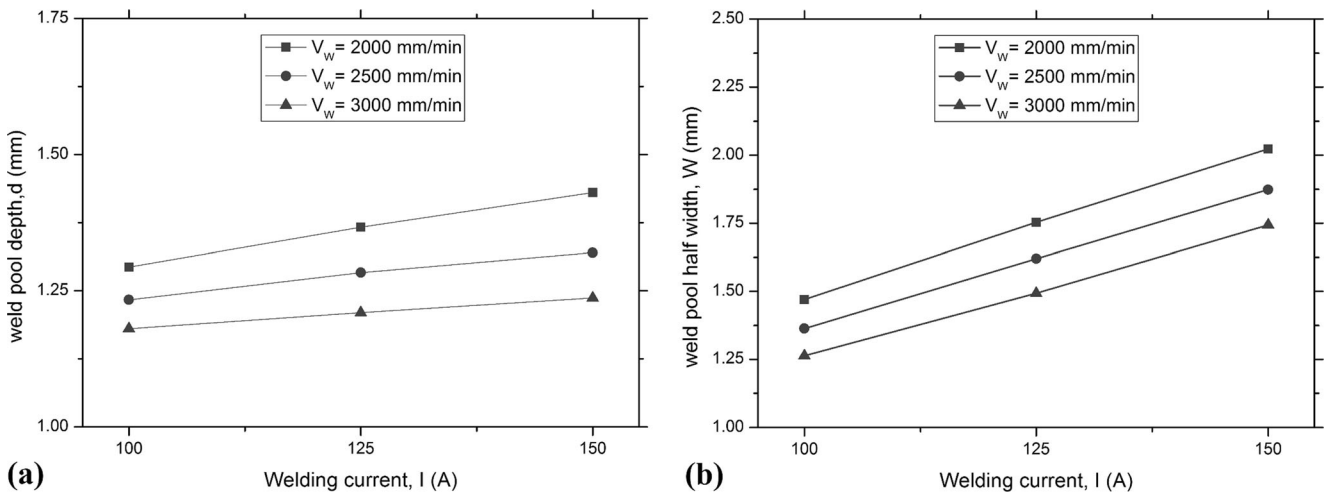 1.75
1.50
1.25
1.00
weld pool depth,d (mm)
V_W= 2000 mm/min
V_W= 2500 mm/min
V_W= 3000 mm/min
100
125
150
Welding current, I (A)
(a)
2.50
2.25
2.00
1.75
1.50
1.25
1.00
weld pool half width, W (mm)
V_W= 2000 mm/min
V_W= 2500 mm/min
V_W= 3000 mm/min
100
125
150
Welding current, I (A)
(b)